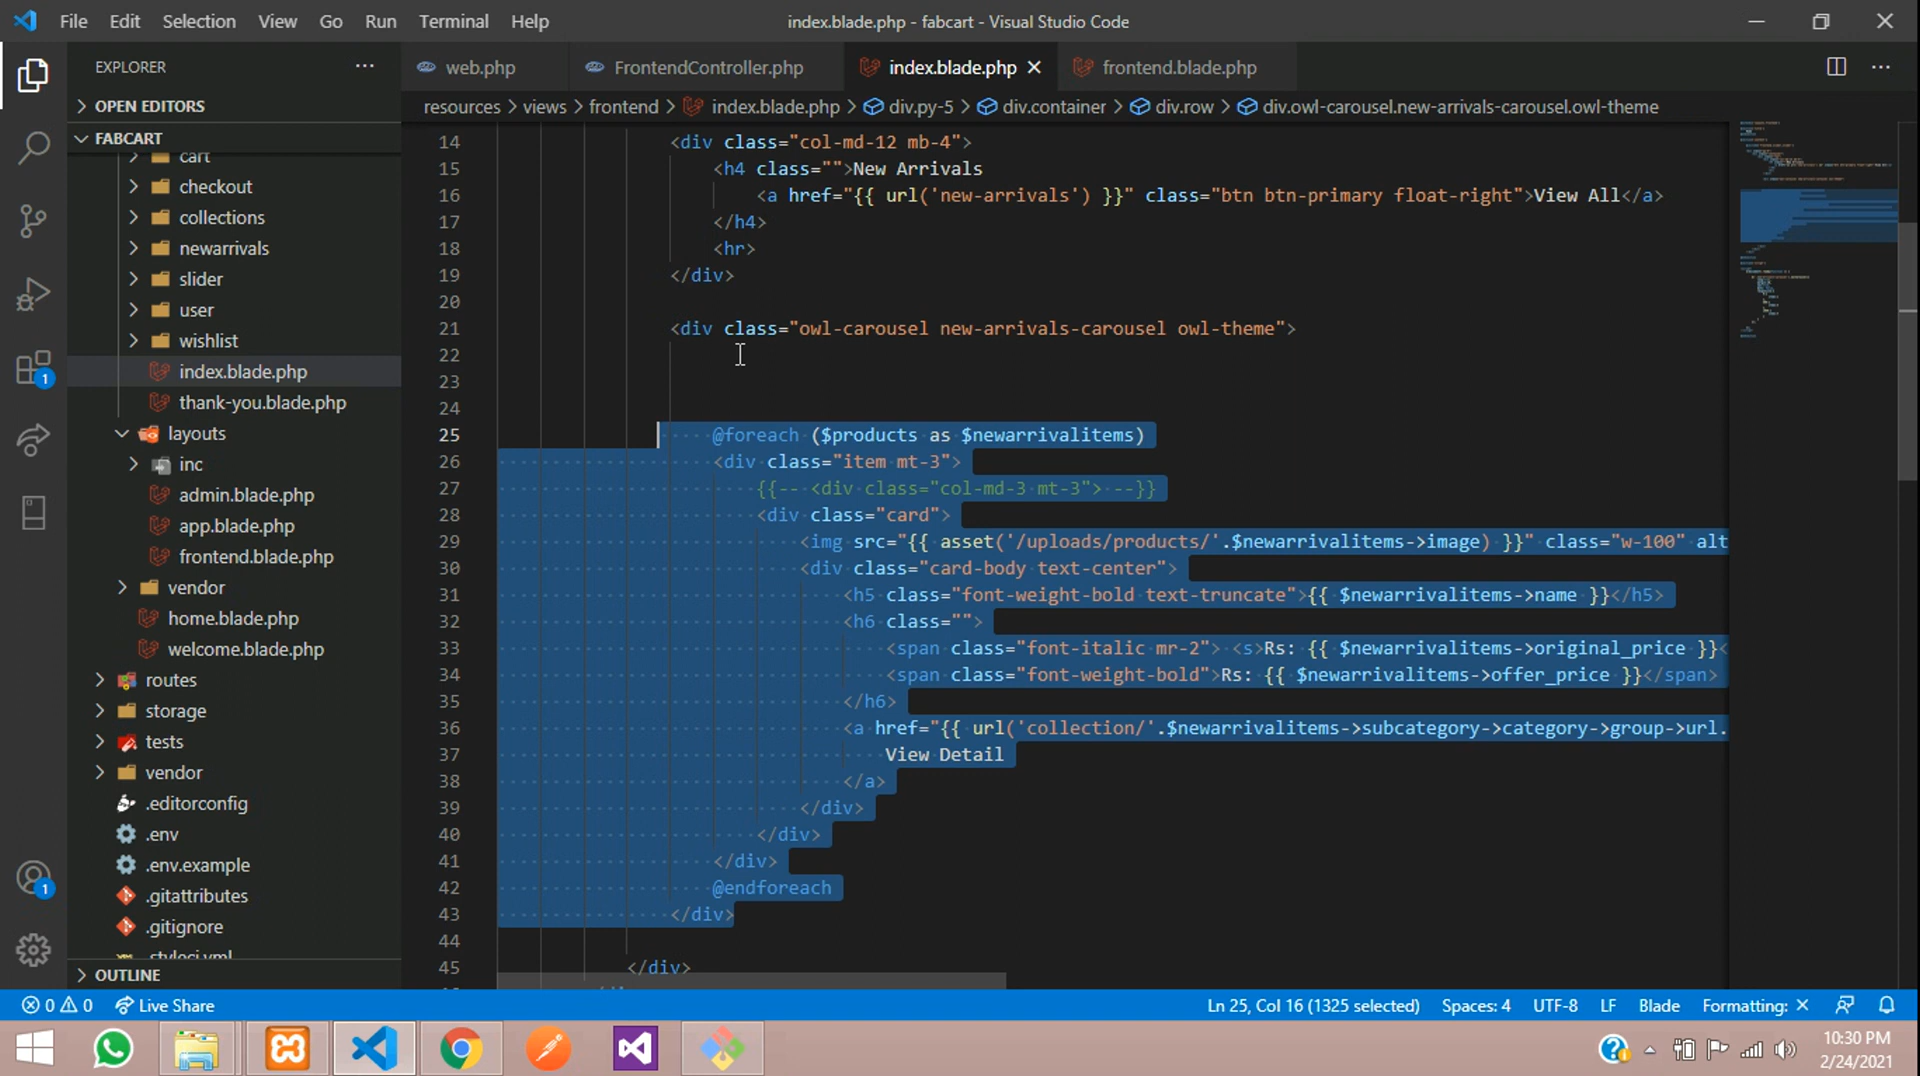 File Edit Selection View Go Run Terminal Help
index.blade.php - fabcart - Visual Studio Code
EXPLORER
web.php
FrontendController.php
index.blade.php
frontend.blade.php
OPEN EDITORS
resources > views > frontend > index.blade.php > div.py-5 > div.container > div.row > div.owl-carousel.new-arrivals-carousel.owl-theme
FABCART
cart
checkout
collections
newarrivals
slider
user
wishlist
index.blade.php
thank-you.blade.php
layouts
inc
admin.blade.php
app.blade.php
frontend.blade.php
vendor
home.blade.php
welcome.blade.php
routes
storage
tests
vendor
.editorconfig
.env
.env.example
.gitattributes
.gitignore
.styleci.yml
OUTLINE
14 <div class="col-md-12 mb-4">
15 <h4 class="">New Arrivals
16 <a href="{{ url('new-arrivals') }}" class="btn btn-primary float-right">View All</a>
17 </h4>
18 <hr>
19 </div>
20
21 <div class="owl-carousel new-arrivals-carousel owl-theme">
22
23
24
25 @foreach ($products as $newarrivalitems)
26 <div class="item mt-3">
27 {{-- <div class="col-md-3 mt-3"> --}}
28 <div class="card">
29 <img src="{{ asset('/uploads/products/'.$newarrivalitems->image) }}" class="w-100" alt
30 <div class="card-body text-center">
31 <h5 class="font-weight-bold text-truncate">{{ $newarrivalitems->name }}</h5>
32 <h6 class="">
33 <span class="font-italic mr-2"> <s>Rs: {{ $newarrivalitems->original_price }}<
34 <span class="font-weight-bold">Rs: {{ $newarrivalitems->offer_price }}</span>
35 </h6>
36 <a href="{{ url('collection/'.$newarrivalitems->subcategory->category->group->url.
37 View Detail
38 </a>
39 </div>
40 </div>
41 </div>
42 @endforeach
43 </div>
44
45 </div>
0 0 Live Share
Ln 25, Col 16 (1325 selected) Spaces: 4 UTF-8 LF Blade Formatting: ×
1
1
10:30 PM
2/24/2021